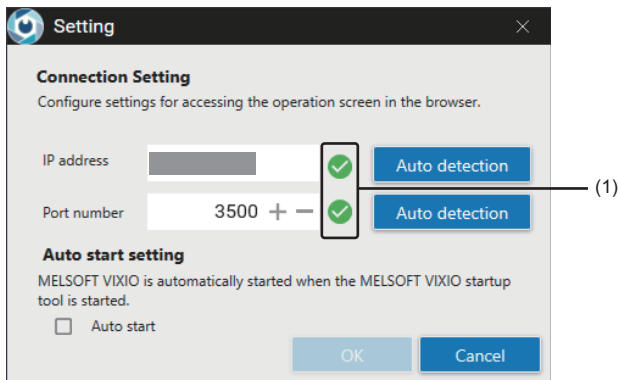 Setting
Connection Setting
Configure settings for accessing the operation screen in the browser.
IP address
Auto detection
(1)
Port number
3500
Auto detection
Auto start setting
MELSOFT VIXIO is automatically started when the MELSOFT VIXIO startup
tool is started.
Auto start
OK
Cancel